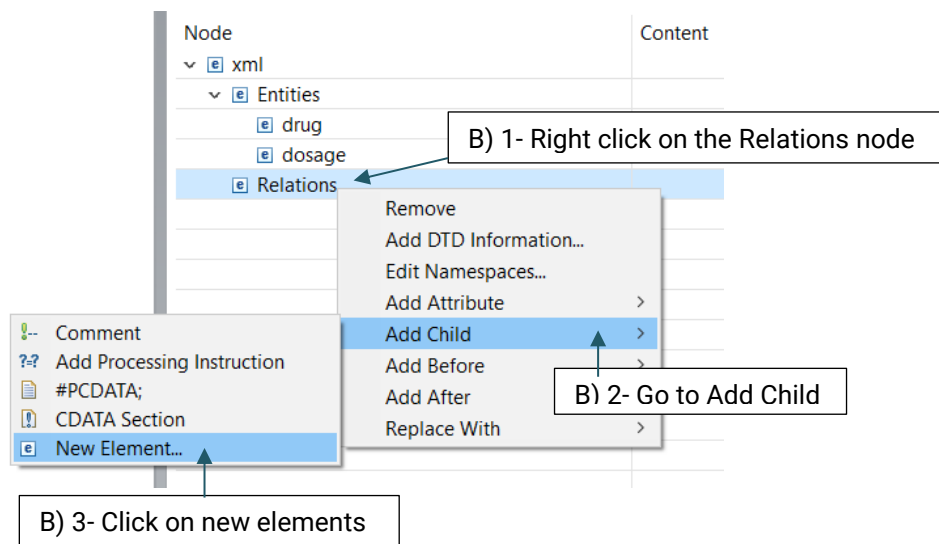 Node Content
xml
Entities
drug
B) 1- Right click on the Relations node
dosage
Relations
Remove
Add DTD Information...
Edit Namespaces...
Add Attribute
Add Child
Add Before
Add After
Replace With
!-- Comment
?=? Add Processing Instruction
#PCDATA;
CDATA Section
New Element...
B) 2- Go to Add Child
B) 3- Click on new elements